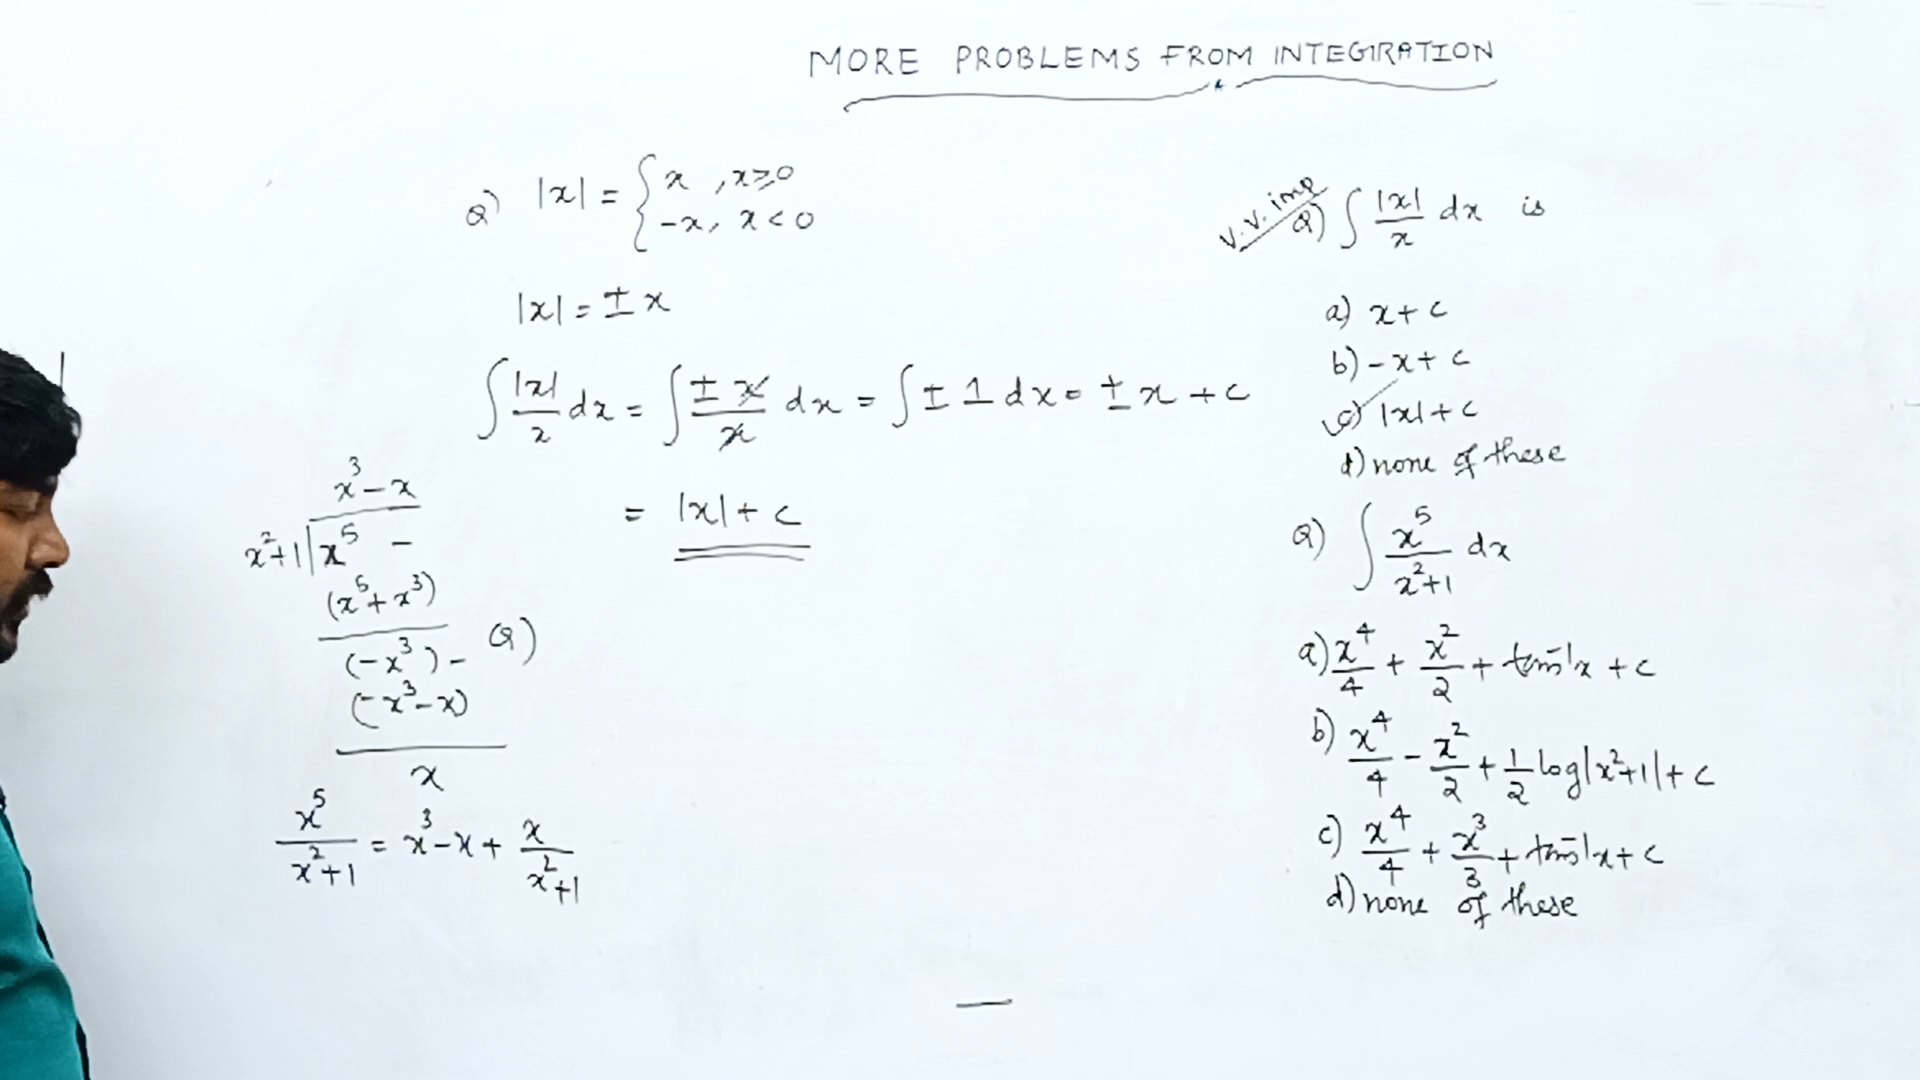 MORE PROBLEMS FROM INTEGRATION
Q) |x| = { x , x ≥ 0
-x, x < 0
|x| = ± x
∫ |x|/x dx = ∫ ± x/x dx = ∫ ± 1 dx = ± x + c
= |x| + c
x³ - x
x²+1 | x⁵ -
(x⁵ + x³)
(-x³) -
(-x³ - x)
x
x⁵/(x²+1) = x³ - x + x/(x²+1)
Q)
V.V. imp
Q) ∫ |x|/x dx is
a) x + c
b) - x + c
c) |x| + c
d) none of these
Q) ∫ x⁵/(x²+1) dx
a) x⁴/4 + x²/2 + tan⁻¹x + c
b) x⁴/4 - x²/2 + 1/2 log|x²+1| + c
c) x⁴/4 + x³/3 + tan⁻¹x + c
d) none of these